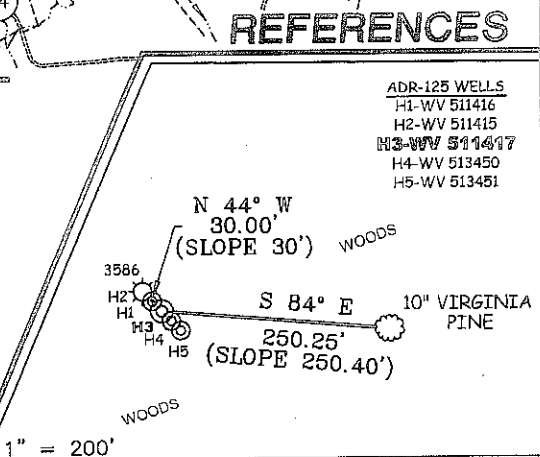 REFERENCES
ADR-125 WELLS
H1-WV 511416
H2-WV 511415
H3-WV 511417
H4-WV 513450
H5-WV 513451
N 44° W
30.00'
(SLOPE 30')
WOODS
3586
H2
H1
H3
H4
H5
S 84° E
250.25'
(SLOPE 250.40')
10" VIRGINIA
PINE
WOODS
1" = 200'